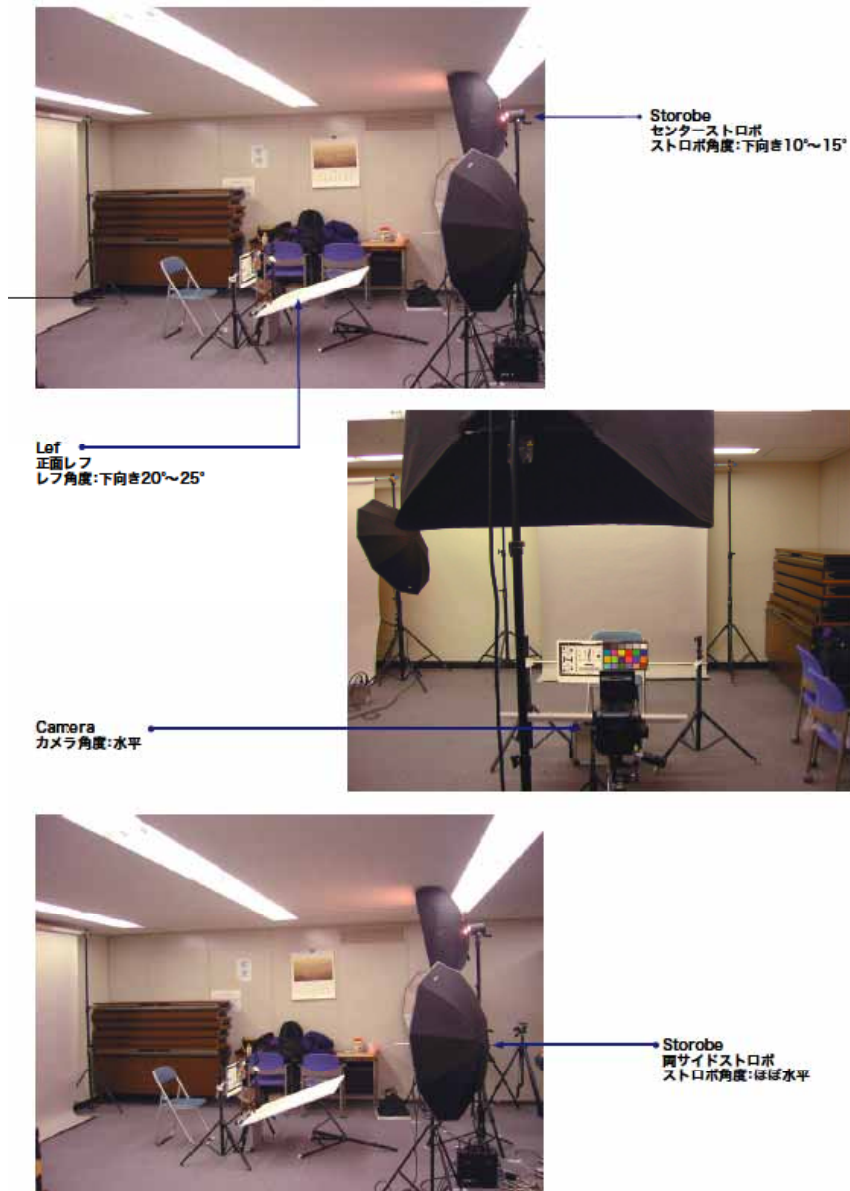 Storobe
センターストロボ
ストロボ角度:下向き10°〜15°
Lef
正面レフ
レフ角度:下向き20°〜25°
Camera
カメラ角度:水平
Storobe
両サイドストロボ
ストロボ角度:ほぼ水平